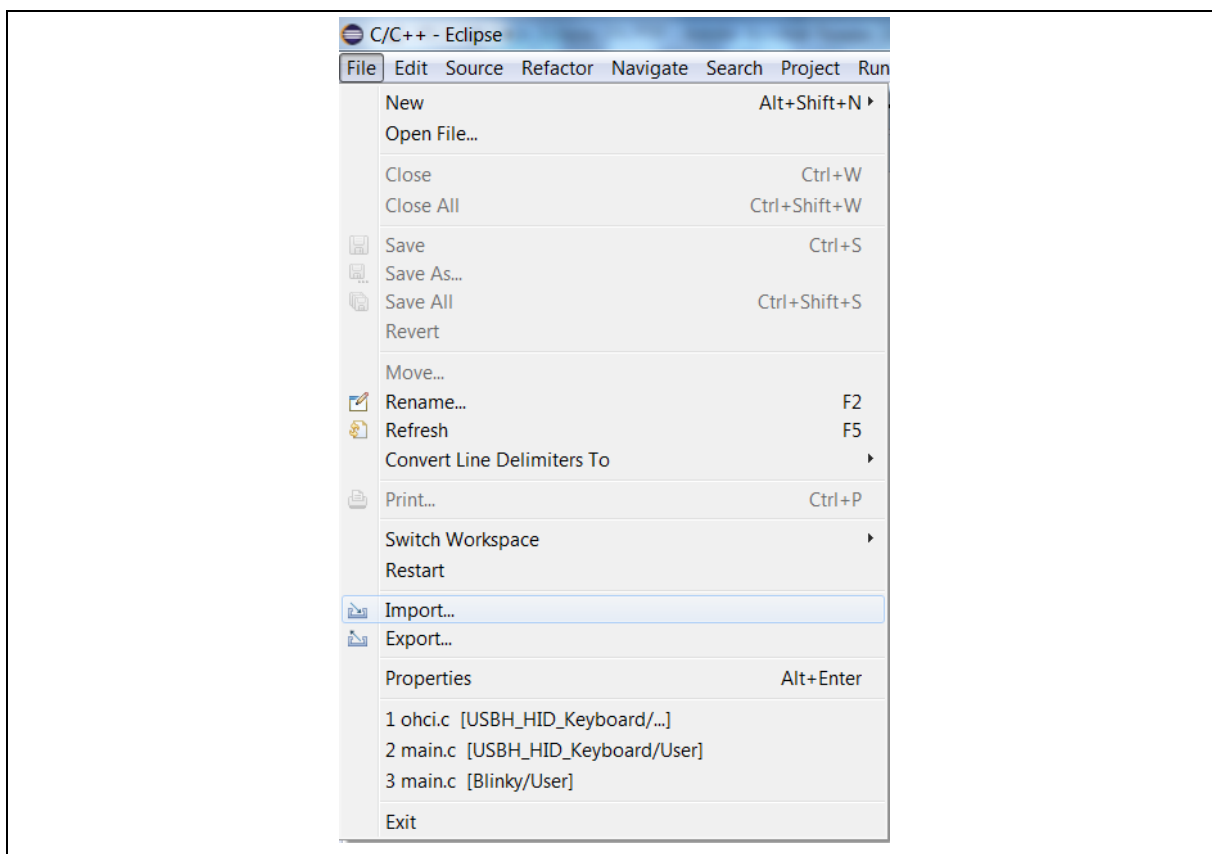 C/C++ - Eclipse
File Edit Source Refactor Navigate Search Project Run
New Alt+Shift+N
Open File...
Close Ctrl+W
Close All Ctrl+Shift+W
Save Ctrl+S
Save As...
Save All Ctrl+Shift+S
Revert
Move...
Rename... F2
Refresh F5
Convert Line Delimiters To
Print... Ctrl+P
Switch Workspace
Restart
Import...
Export...
Properties Alt+Enter
1 ohci.c [USBH_HID_Keyboard/...]
2 main.c [USBH_HID_Keyboard/User]
3 main.c [Blinky/User]
Exit